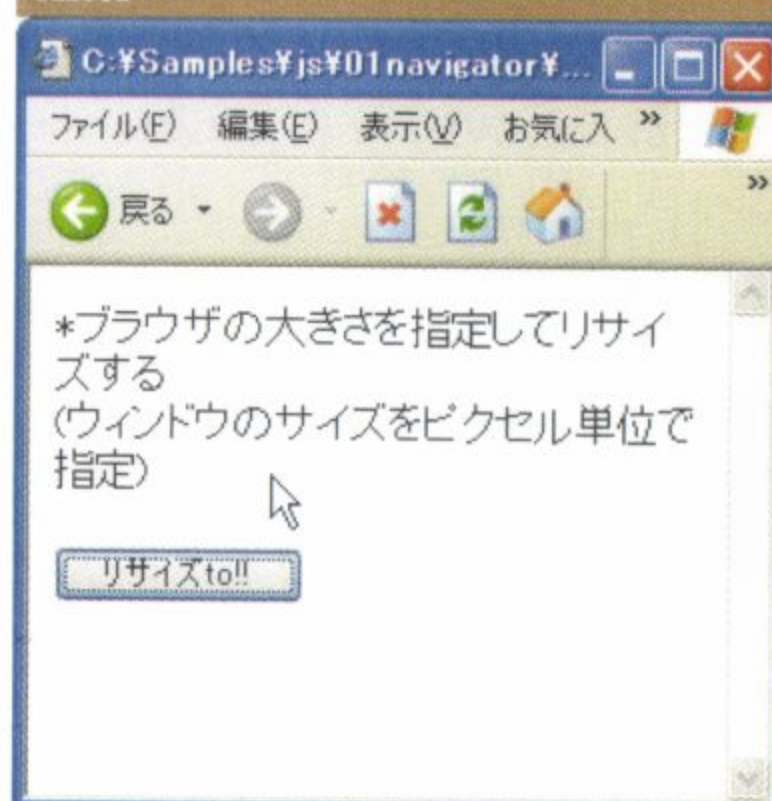 C:¥Samples¥js¥01navigator¥...
ファイル(F) 編集(E) 表示(V) お気に入 »
戻る »
*ブラウザの大きさを指定してリサイ
ズする
(ウィンドウのサイズをピクセル単位で
指定)
リサイズto!!